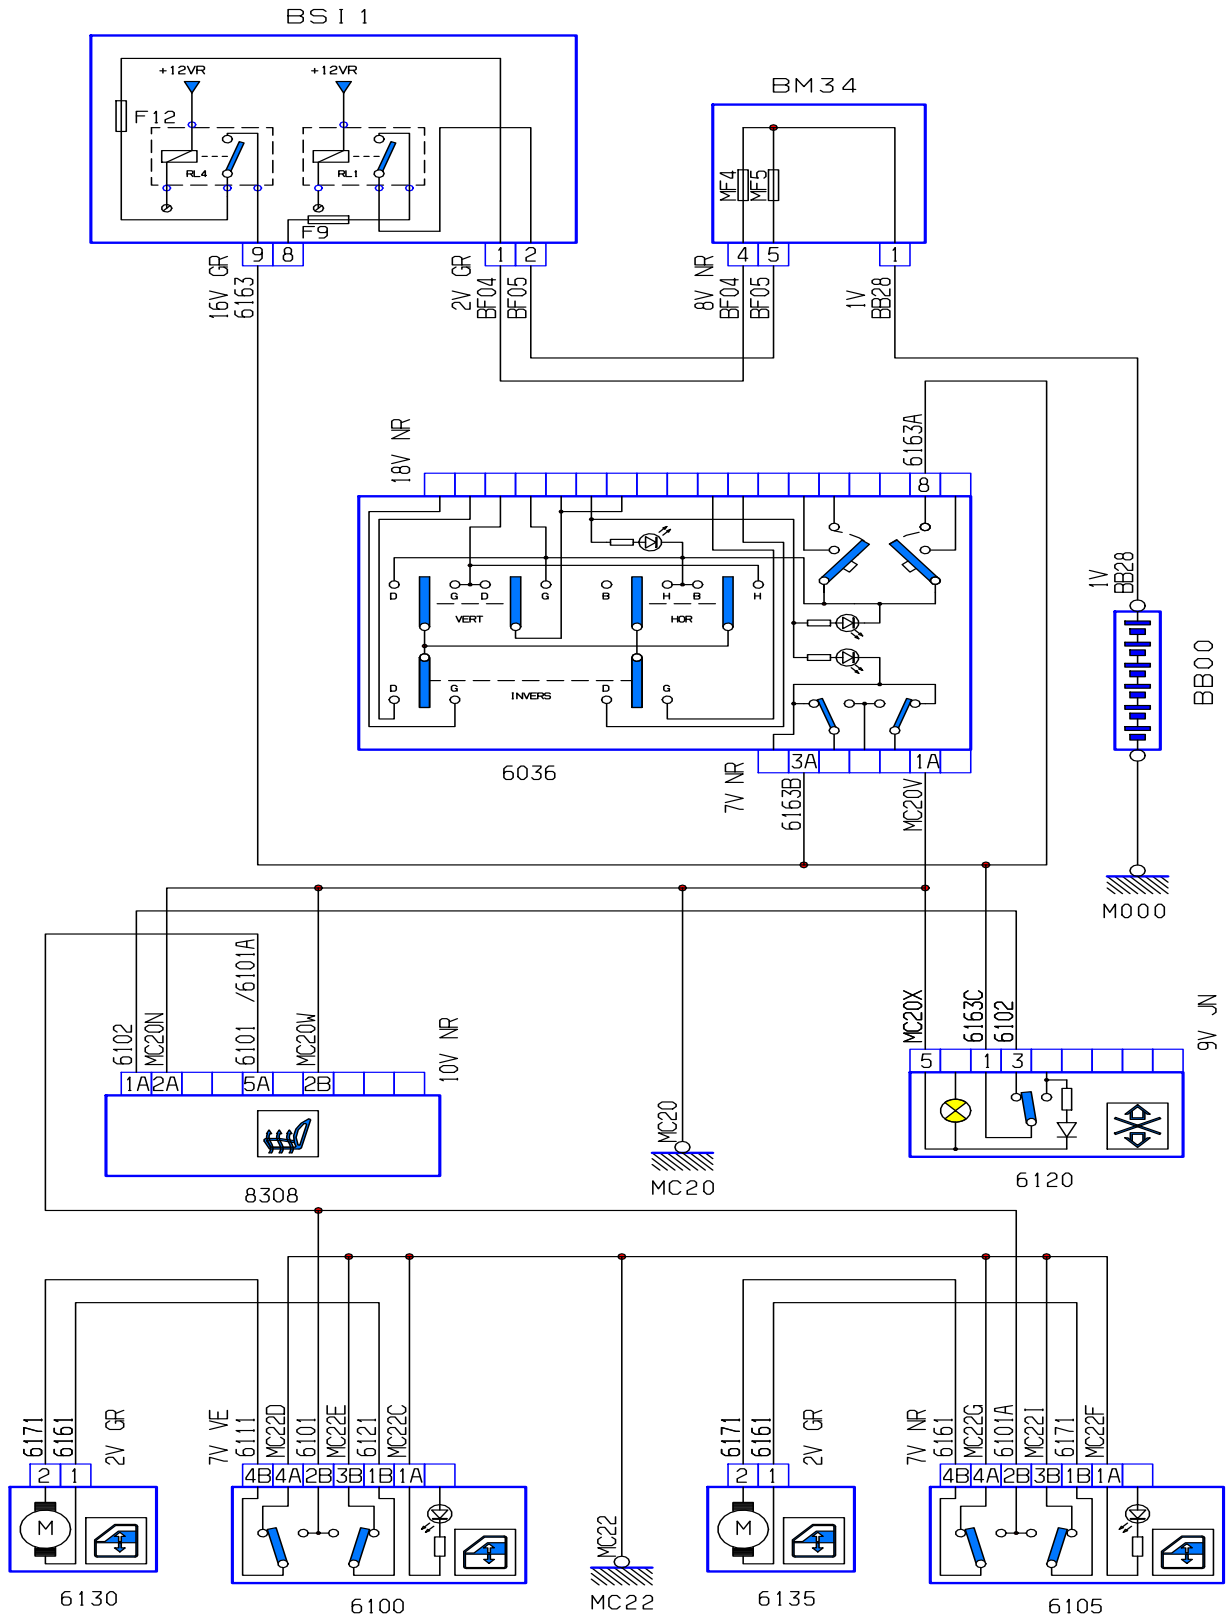 BSI1
+12VR
+12VR
F12
RL4
RL1
F9
9
8
1
2
16V GR
6163
2V GR
BF04
BF05
BM34
MF4
MF5
4
5
1
8V NR
BF04
BF05
1V
BB28
18V NR
6163A
8
D
G
D
G
B
H
B
H
VERT
HOR
D
G
INVERS
D
G
6036
7V NR
3A
1A
6163B
MC20V
1V
BB28
BB00
M000
6102
MC20N
6101 /6101A
MC20W
10V NR
1A
2A
5A
2B
8308
MC20
MC20
MC20X
6163C
6102
9V JN
5
1
3
6120
6171
6161
2V GR
2
1
M
6130
7V VE
6111
MC22D
6101
MC22E
6121
MC22C
4B
4A
2B
3B
1B
1A
6100
MC22
MC22
6171
6161
2V GR
2
1
M
6135
7V NR
6161
MC22G
6101A
MC22I
6171
MC22F
4B
4A
2B
3B
1B
1A
6105